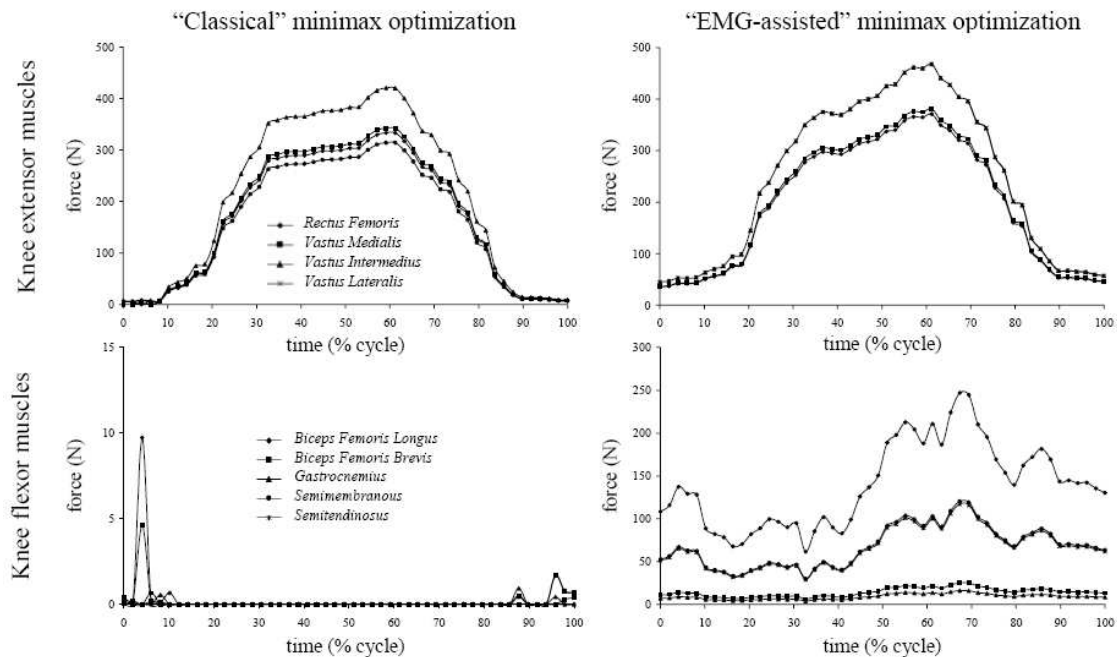 “Classical” minimax optimization
“EMG-assisted” minimax optimization
Knee extensor muscles
force (N)
500
400
300
200
100
0
Rectus Femoris
Vastus Medialis
Vastus Intermedius
Vastus Lateralis
0 10 20 30 40 50 60 70 80 90 100
time (% cycle)
force (N)
500
400
300
200
100
0
0 10 20 30 40 50 60 70 80 90 100
time (% cycle)
Knee flexor muscles
force (N)
15
10
5
0
Biceps Femoris Longus
Biceps Femoris Brevis
Gastrocnemius
Semimembranous
Semitendinosus
0 10 20 30 40 50 60 70 80 90 100
time (% cycle)
force (N)
300
250
200
150
100
50
0
0 10 20 30 40 50 60 70 80 90 100
time (% cycle)